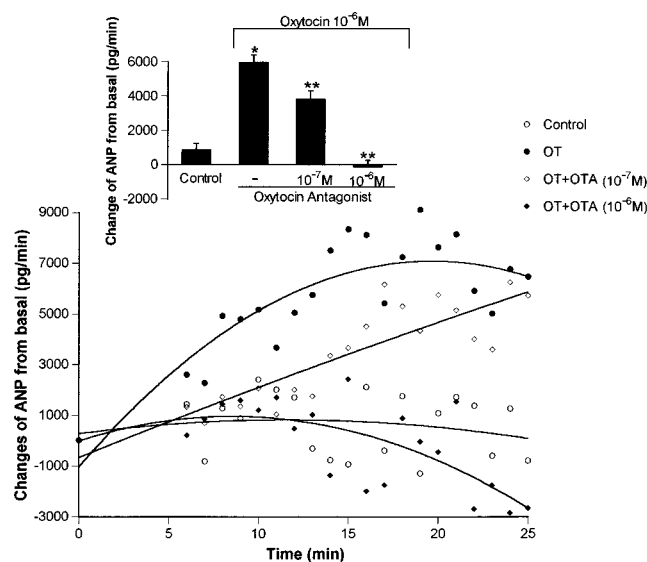 Oxytocin 10⁻⁶M
Change of ANP from basal (pg/min)
6000
4000
2000
0
-2000
*
**
**
Control
–
10⁻⁷M
10⁻⁶M
Oxytocin Antagonist
Control
OT
OT+OTA (10⁻⁷M)
OT+OTA (10⁻⁶M)
Changes of ANP from basal (pg/min)
9000
7000
5000
3000
1000
-1000
-3000
0
5
10
15
20
25
Time (min)